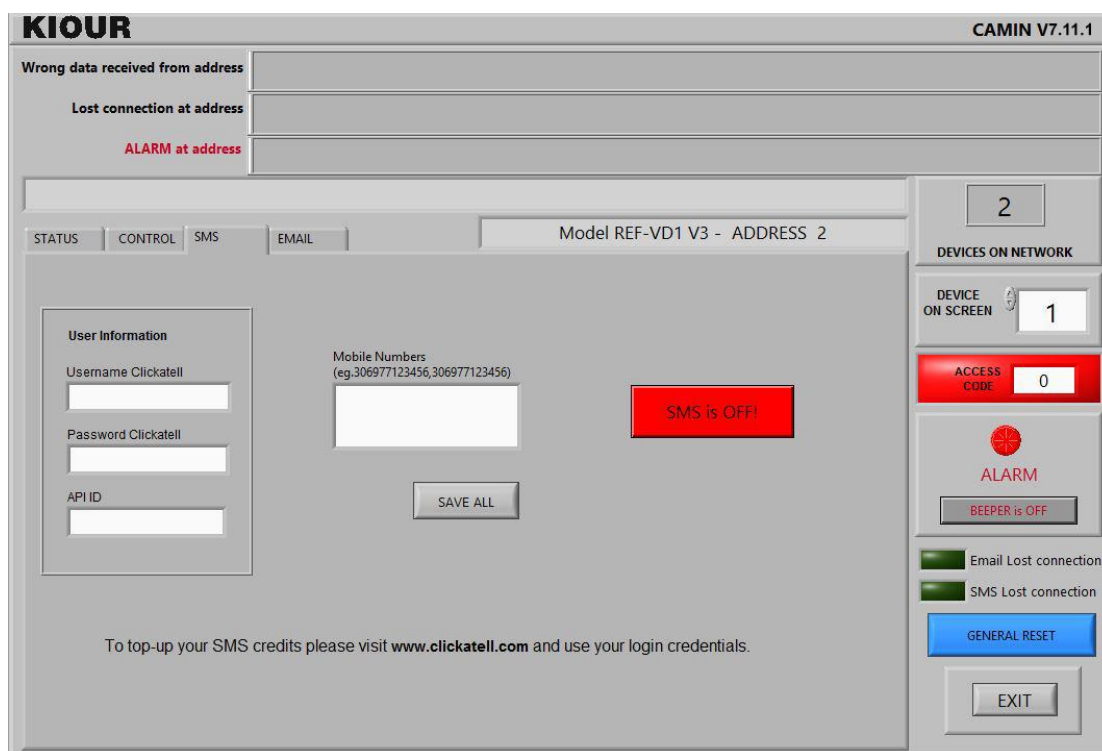 KIOUR
CAMIN V7.11.1
Wrong data received from address
Lost connection at address
ALARM at address
STATUS
CONTROL
SMS
EMAIL
Model REF-VD1 V3 - ADDRESS 2
2
DEVICES ON NETWORK
DEVICE
ON SCREEN
1
ACCESS
CODE
0
ALARM
BEEPER is OFF
Email Lost connection
SMS Lost connection
GENERAL RESET
EXIT
User Information
Username Clickatell
Password Clickatell
API ID
Mobile Numbers
(eg.306977123456,306977123456)
SAVE ALL
SMS is OFF!
To top-up your SMS credits please visit www.clickatell.com and use your login credentials.